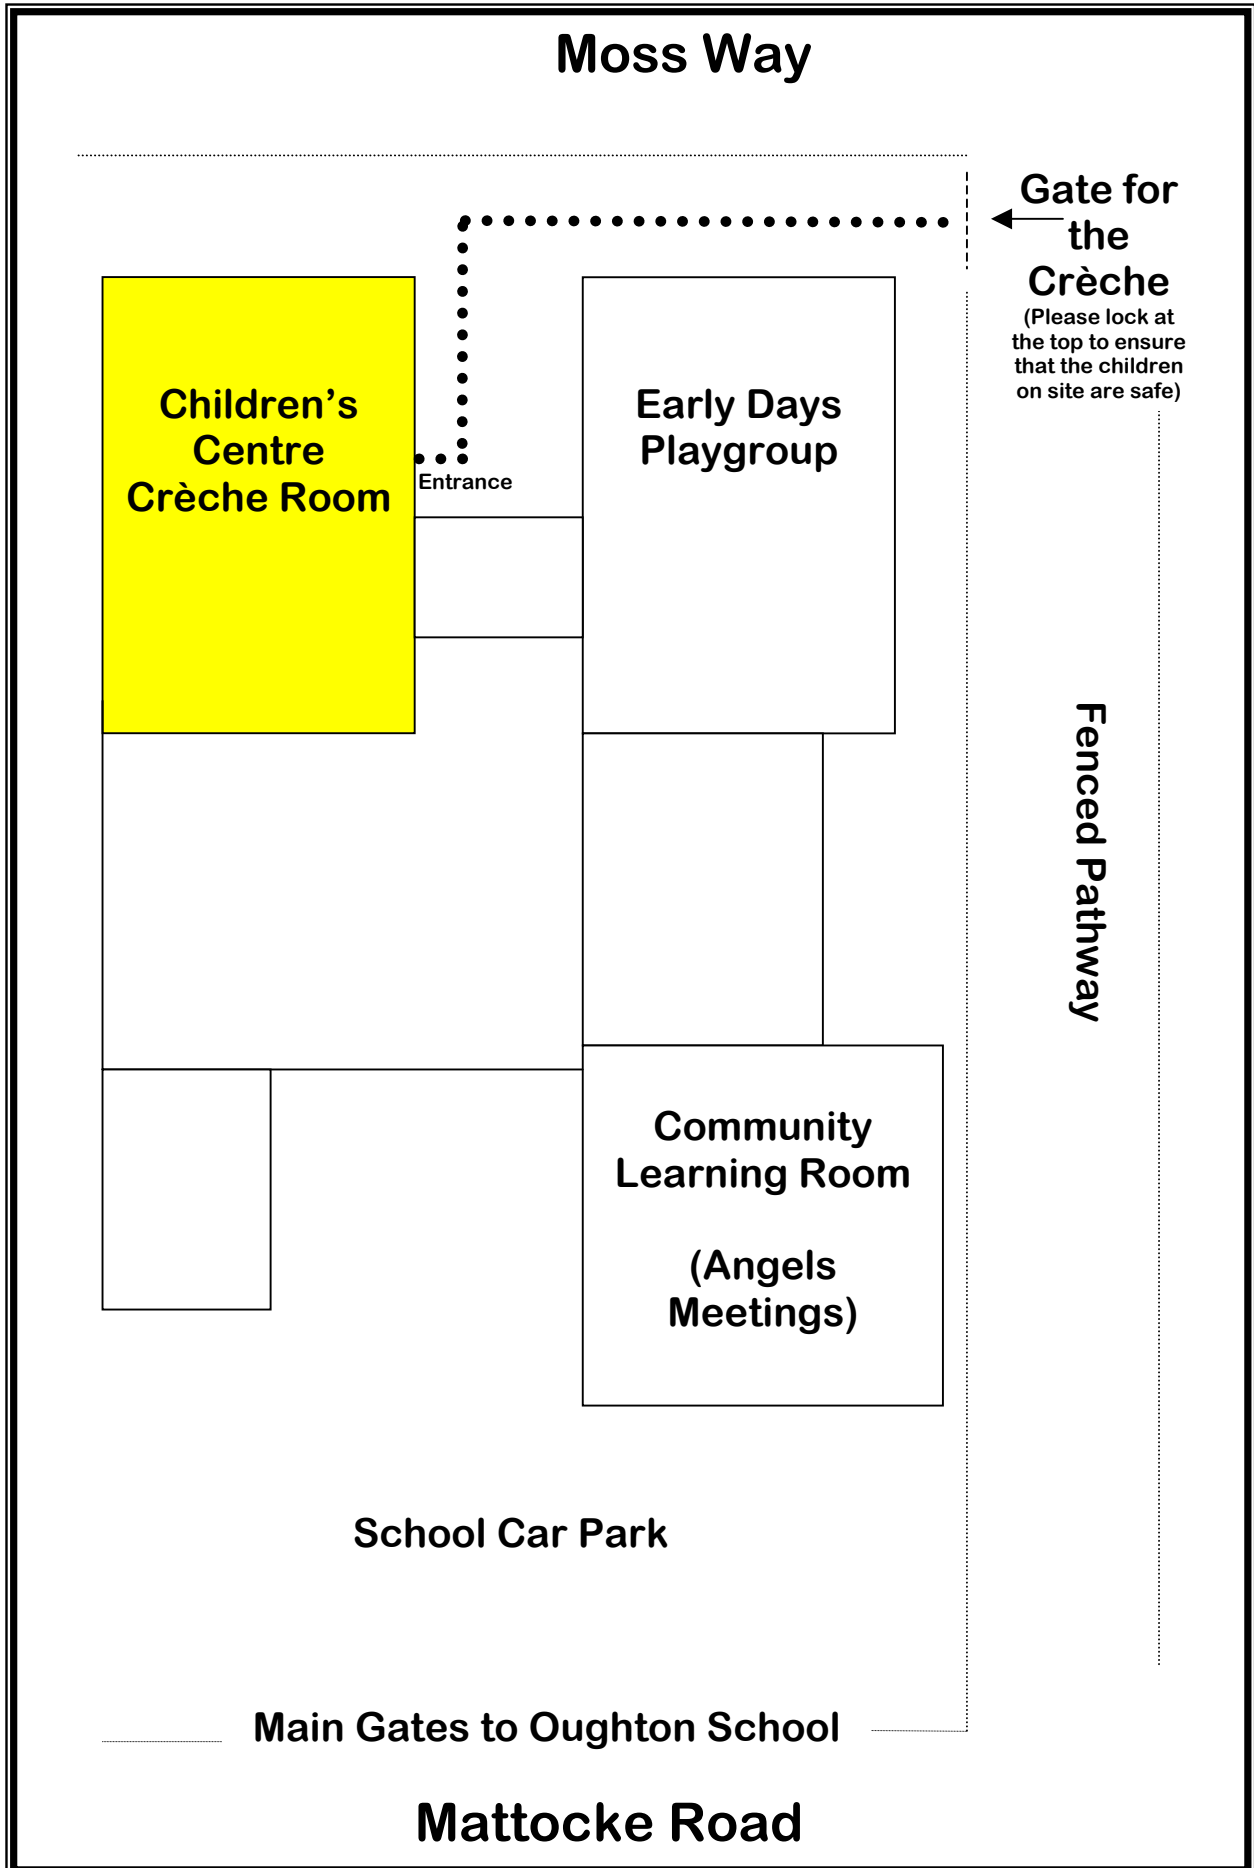 Moss Way
Gate for
the
Crèche
(Please lock at
the top to ensure
that the children
on site are safe)
Children’s
Centre
Crèche Room
Entrance
Early Days
Playgroup
Fenced Pathway
Community
Learning Room
(Angels
Meetings)
School Car Park
Main Gates to Oughton School
Mattocke Road